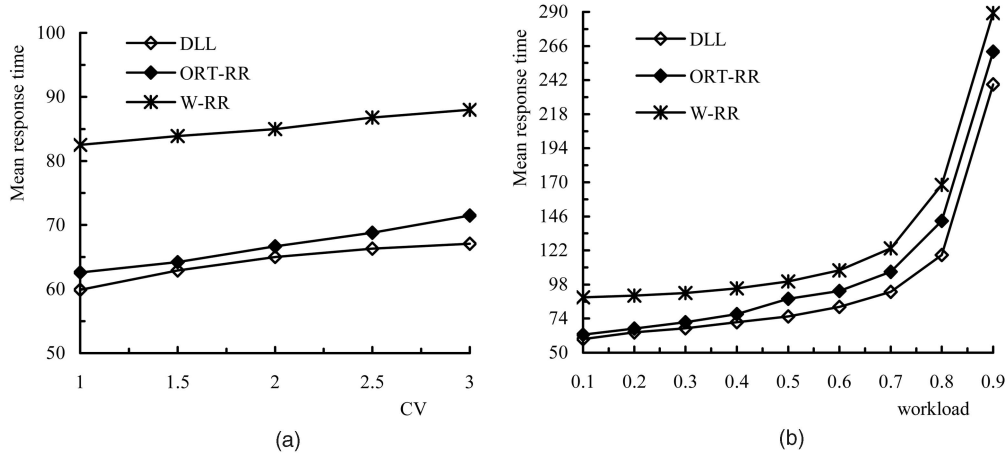 Mean response time
100
90
80
70
60
50
DLL
ORT-RR
W-RR
1
1.5
2
2.5
3
CV
(a)
Mean response time
290
266
242
218
194
170
146
122
98
74
50
DLL
ORT-RR
W-RR
0.1
0.2
0.3
0.4
0.5
0.6
0.7
0.8
0.9
workload
(b)